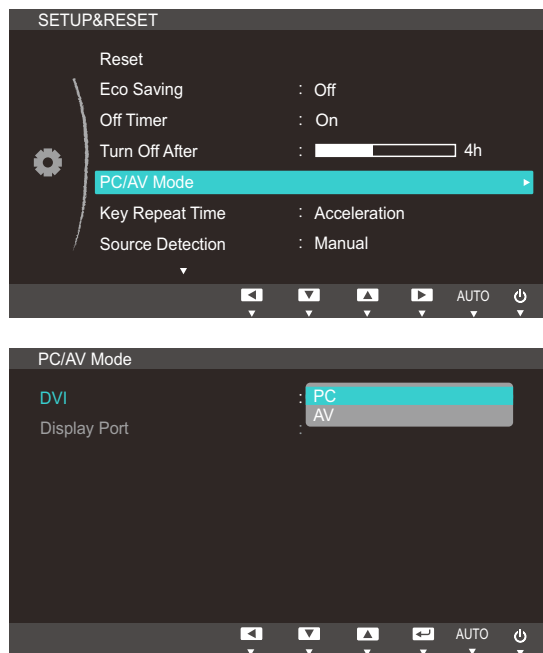 SETUP&RESET
Reset
Eco Saving : Off
Off Timer : On
Turn Off After : 4h
PC/AV Mode
Key Repeat Time : Acceleration
Source Detection : Manual
AUTO
PC/AV Mode
DVI : PC
AV
Display Port :
AUTO